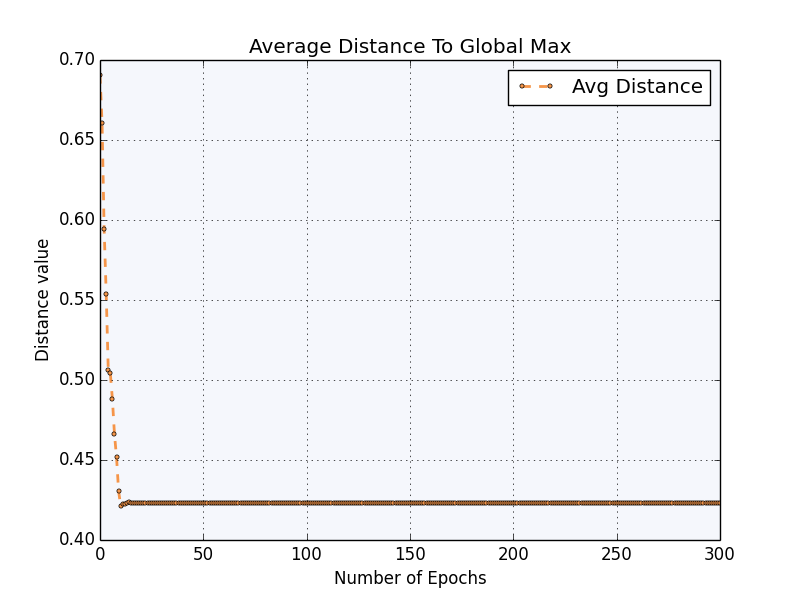 Average Distance To Global Max
Avg Distance
Distance value
0.70
0.65
0.60
0.55
0.50
0.45
0.40
0 50 100 150 200 250 300
Number of Epochs